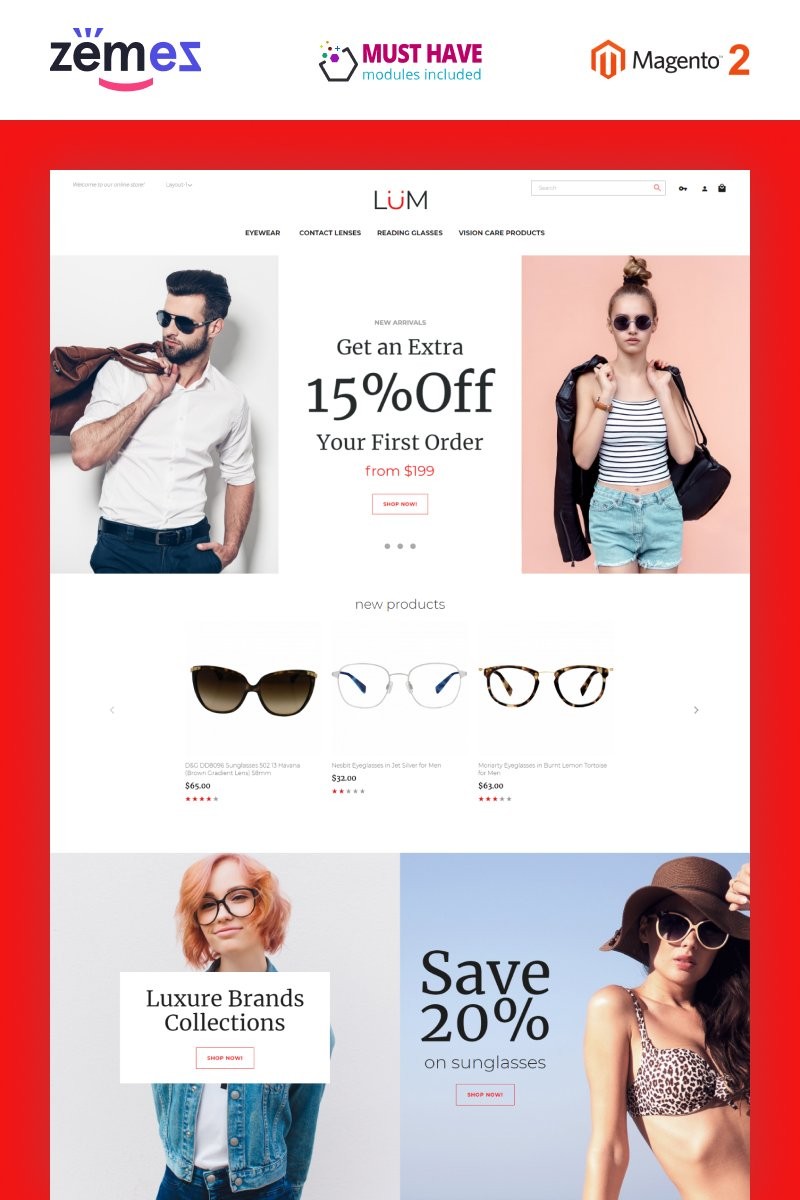 zemez
MUST HAVE
modules included
Magento™ 2
Welcome to our online store!
Layout-1
LÜM
Search
EYEWEAR CONTACT LENSES READING GLASSES VISION CARE PRODUCTS
NEW ARRIVALS
Get an Extra
15%Off
Your First Order
from $199
SHOP NOW!
new products
D&G DD8096 Sunglasses 502 13 Havana
(Brown Gradient Lens) 58mm
$65.00
Nesbit Eyeglasses in Jet Silver for Men
$32.00
Moriarty Eyeglasses in Burnt Lemon Tortoise
for Men
$63.00
Luxure Brands
Collections
SHOP NOW!
Save
20%
on sunglasses
SHOP NOW!